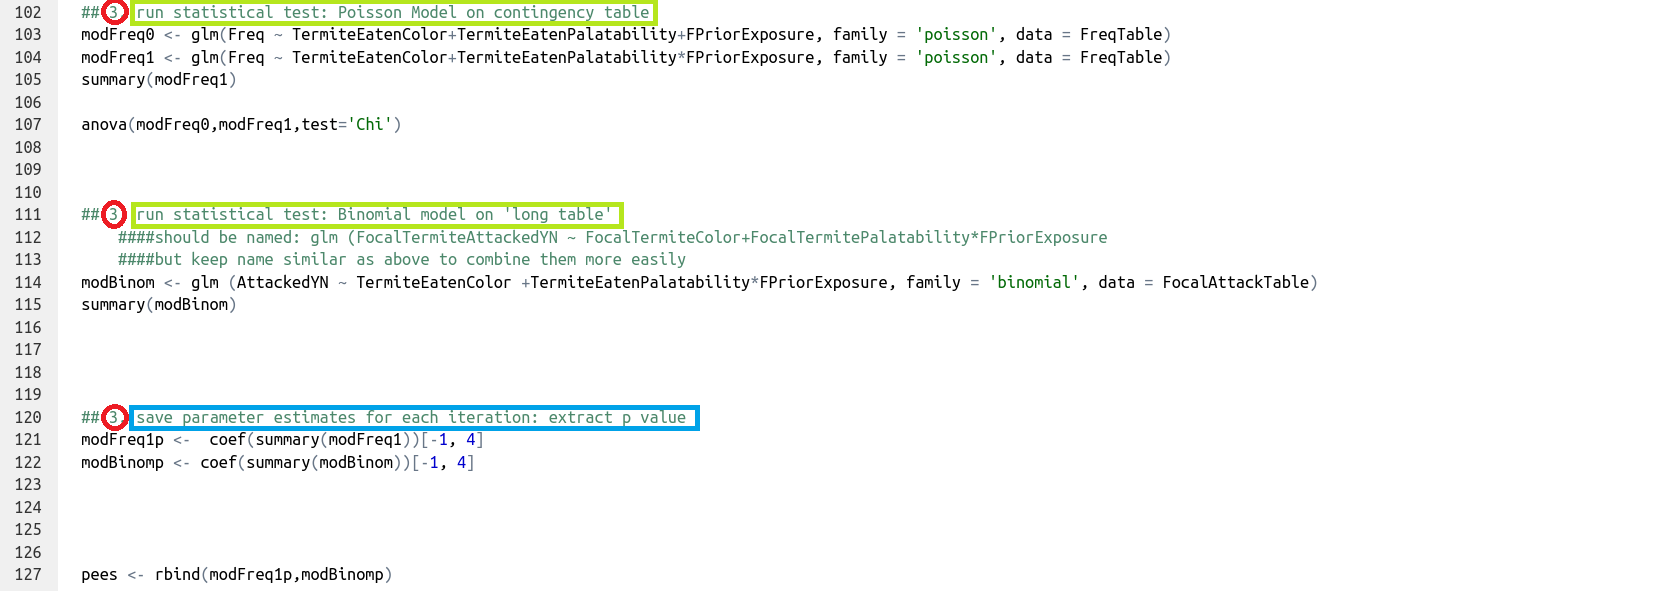 102 ## 3. run statistical test: Poisson Model on contingency table
103 modFreq0 <- glm(Freq ~ TermiteEatenColor+TermiteEatenPalatability+FPriorExposure, family = 'poisson', data = FreqTable)
104 modFreq1 <- glm(Freq ~ TermiteEatenColor+TermiteEatenPalatability*FPriorExposure, family = 'poisson', data = FreqTable)
105 summary(modFreq1)
106
107 anova(modFreq0,modFreq1,test='Chi')
108
109
110
111 ## 3. run statistical test: Binomial model on 'long table'
112 ####should be named: glm (FocalTermiteAttackedYN ~ FocalTermiteColor+FocalTermitePalatability*FPriorExposure
113 ####but keep name similar as above to combine them more easily
114 modBinom <- glm (AttackedYN ~ TermiteEatenColor +TermiteEatenPalatability*FPriorExposure, family = 'binomial', data = FocalAttackTable)
115 summary(modBinom)
116
117
118
119
120 ## 3. save parameter estimates for each iteration: extract p value
121 modFreq1p <-  coef(summary(modFreq1))[-1, 4]
122 modBinomp <- coef(summary(modBinom))[-1, 4]
123
124
125
126
127 pees <- rbind(modFreq1p,modBinomp)